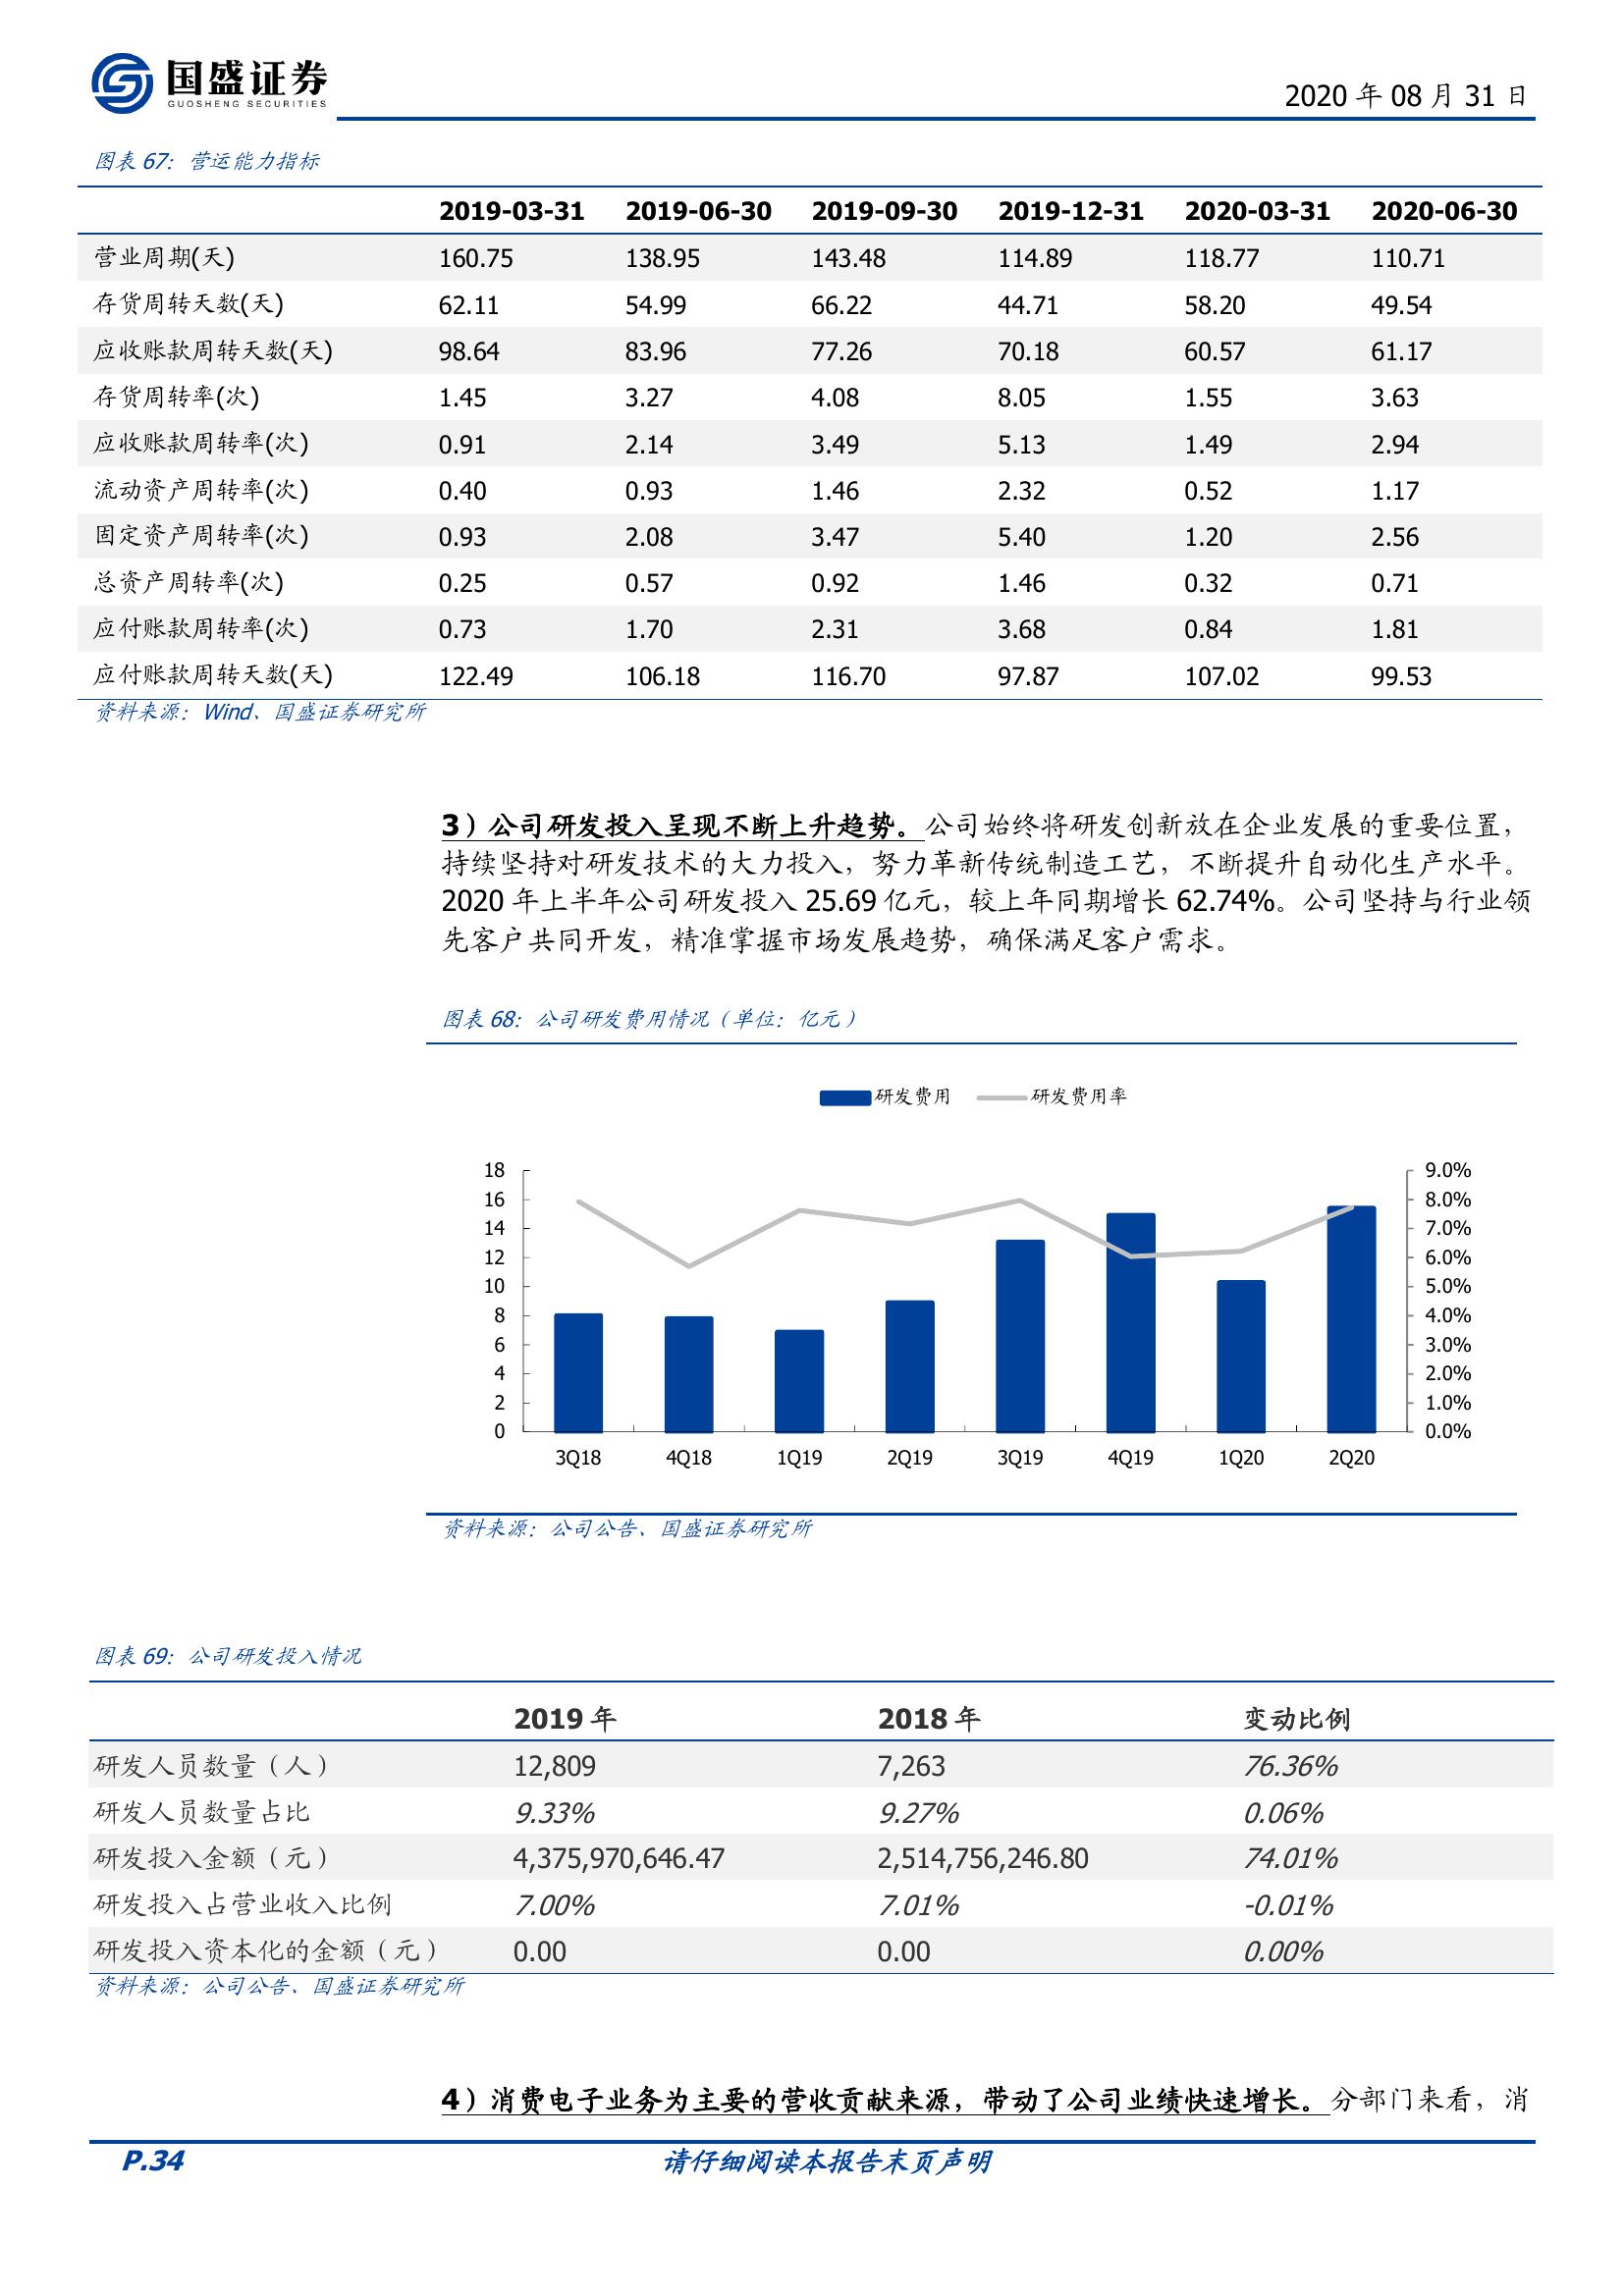 国盛证券
GUOSHENG SECURITIES
2020 年 08 月 31 日
图表 67：营运能力指标
2019-03-31 2019-06-30 2019-09-30 2019-12-31 2020-03-31 2020-06-30
营业周期(天) 160.75 138.95 143.48 114.89 118.77 110.71
存货周转天数(天) 62.11 54.99 66.22 44.71 58.20 49.54
应收账款周转天数(天) 98.64 83.96 77.26 70.18 60.57 61.17
存货周转率(次) 1.45 3.27 4.08 8.05 1.55 3.63
应收账款周转率(次) 0.91 2.14 3.49 5.13 1.49 2.94
流动资产周转率(次) 0.40 0.93 1.46 2.32 0.52 1.17
固定资产周转率(次) 0.93 2.08 3.47 5.40 1.20 2.56
总资产周转率(次) 0.25 0.57 0.92 1.46 0.32 0.71
应付账款周转率(次) 0.73 1.70 2.31 3.68 0.84 1.81
应付账款周转天数(天) 122.49 106.18 116.70 97.87 107.02 99.53
资料来源：Wind、国盛证券研究所
3）公司研发投入呈现不断上升趋势。公司始终将研发创新放在企业发展的重要位置，
持续坚持对研发技术的大力投入，努力革新传统制造工艺，不断提升自动化生产水平。
2020 年上半年公司研发投入 25.69 亿元，较上年同期增长 62.74%。公司坚持与行业领
先客户共同开发，精准掌握市场发展趋势，确保满足客户需求。
图表 68：公司研发费用情况（单位：亿元）
研发费用 研发费用率
18 9.0%
16 8.0%
14 7.0%
12 6.0%
10 5.0%
8 4.0%
6 3.0%
4 2.0%
2 1.0%
0 0.0%
3Q18 4Q18 1Q19 2Q19 3Q19 4Q19 1Q20 2Q20
资料来源：公司公告、国盛证券研究所
图表 69：公司研发投入情况
2019 年 2018 年 变动比例
研发人员数量（人） 12,809 7,263 76.36%
研发人员数量占比 9.33% 9.27% 0.06%
研发投入金额（元） 4,375,970,646.47 2,514,756,246.80 74.01%
研发投入占营业收入比例 7.00% 7.01% -0.01%
研发投入资本化的金额（元） 0.00 0.00 0.00%
资料来源：公司公告、国盛证券研究所
4）消费电子业务为主要的营收贡献来源，带动了公司业绩快速增长。分部门来看，消
P.34 请仔细阅读本报告末页声明